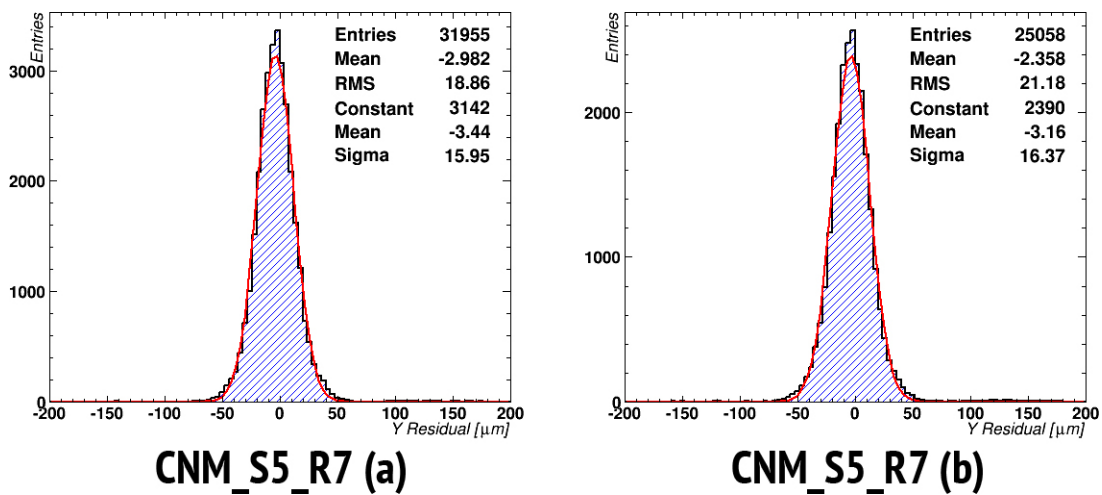 Entries
Entries 31955
Mean -2.982
RMS 18.86
Constant 3142
Mean -3.44
Sigma 15.95
3000
2000
1000
0
-200 -150 -100 -50 0 50 100 150 200
Y Residual [μm]
CNM_S5_R7 (a)
Entries
Entries 25058
Mean -2.358
RMS 21.18
Constant 2390
Mean -3.16
Sigma 16.37
2000
1000
0
-200 -150 -100 -50 0 50 100 150 200
Y Residual [μm]
CNM_S5_R7 (b)